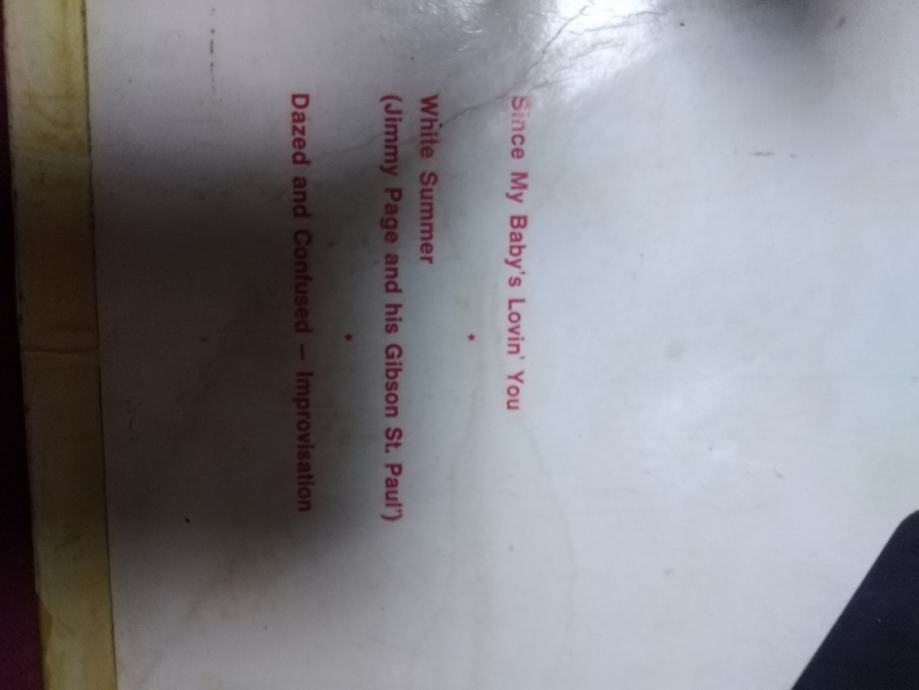 Since My Baby's Lovin' You
*
White Summer
(Jimmy Page and his Gibson St. Paul")
*
Dazed and Confused – Improvisation